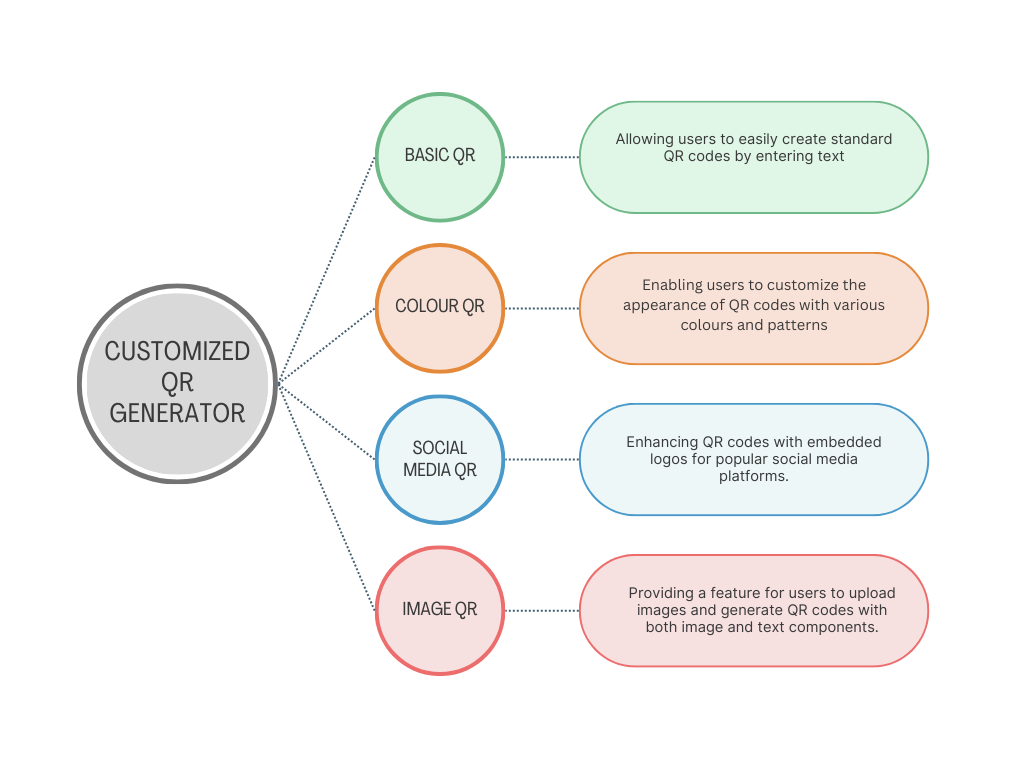 CUSTOMIZED
QR
GENERATOR
BASIC QR
Allowing users to easily create standard
QR codes by entering text
COLOUR QR
Enabling users to customize the
appearance of QR codes with various
colours and patterns
SOCIAL
MEDIA QR
Enhancing QR codes with embedded
logos for popular social media
platforms.
IMAGE QR
Providing a feature for users to upload
images and generate QR codes with
both image and text components.